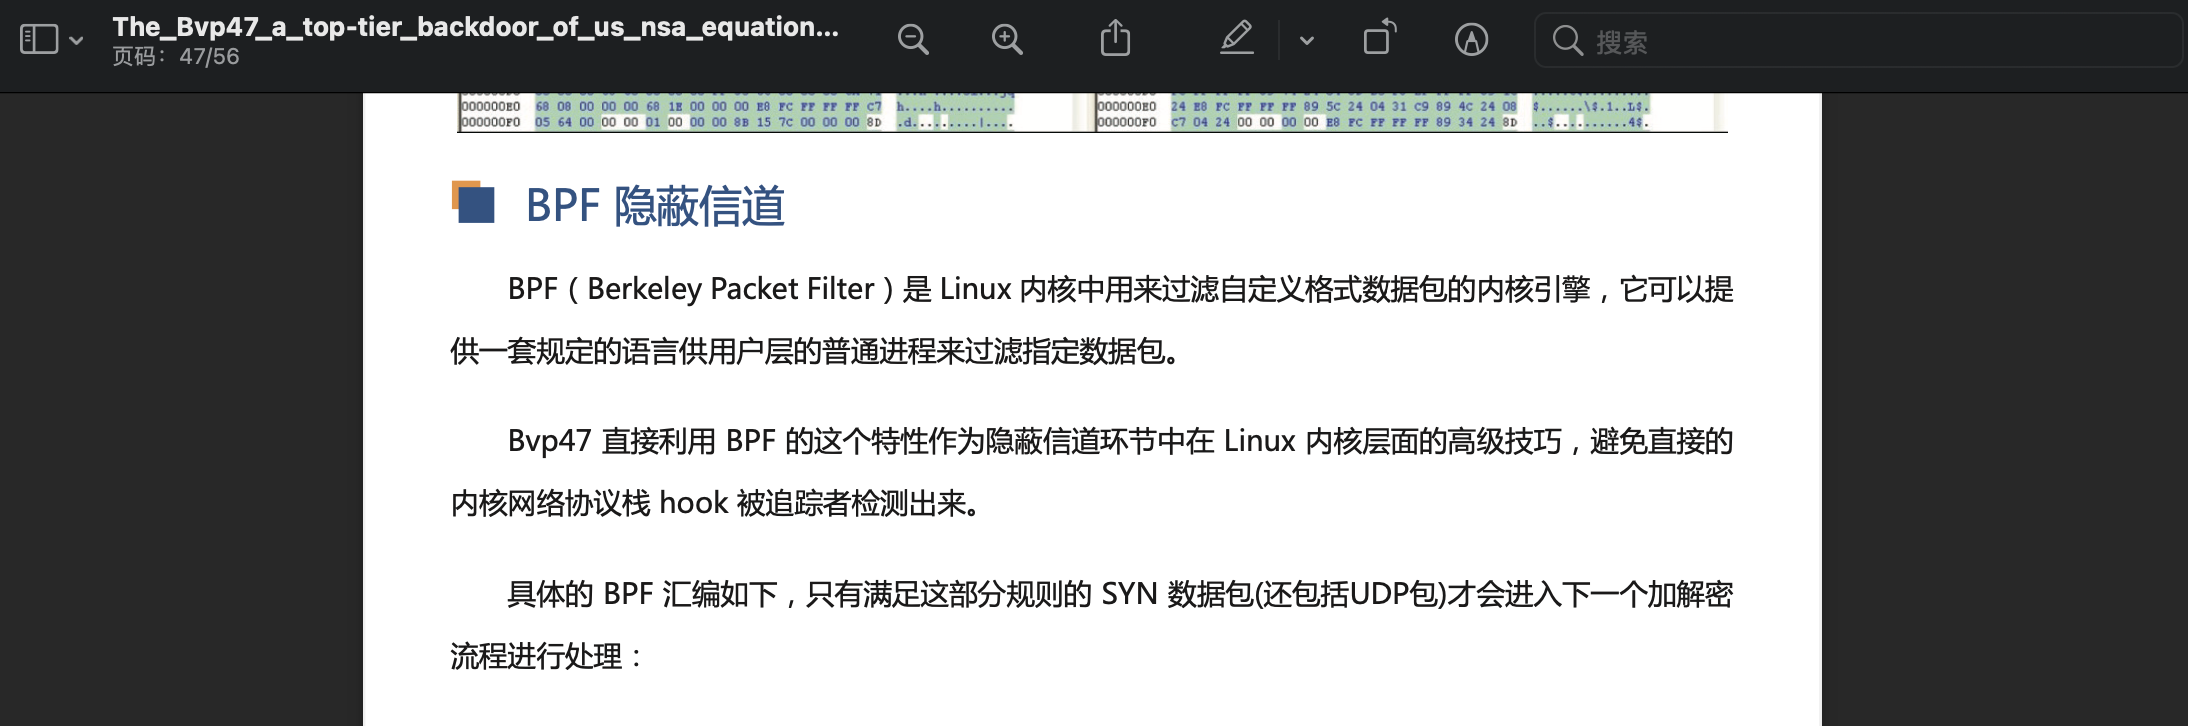 The_Bvp47_a_top-tier_backdoor_of_us_nsa_equation...
页码：47/56
搜索
000000E0 68 08 00 00 00 68 1E 00 00 00 E8 FC FF FF FF C7 h....h.......... 000000E0 24 E8 FC FF FF FF 89 5C 24 04 31 C9 89 4C 24 08 $......\$.1..L$.
000000F0 05 64 00 00 00 01 00 00 00 8B 15 7C 00 00 00 8D .d.........|.... 000000F0 C7 04 24 00 00 00 00 E8 FC FF FF FF 89 34 24 8D ..$..........4$.
BPF 隐蔽信道
BPF（Berkeley Packet Filter）是 Linux 内核中用来过滤自定义格式数据包的内核引擎，它可以提
供一套规定的语言供用户层的普通进程来过滤指定数据包。
Bvp47 直接利用 BPF 的这个特性作为隐蔽信道环节中在 Linux 内核层面的高级技巧，避免直接的
内核网络协议栈 hook 被追踪者检测出来。
具体的 BPF 汇编如下，只有满足这部分规则的 SYN 数据包(还包括UDP包)才会进入下一个加解密
流程进行处理：